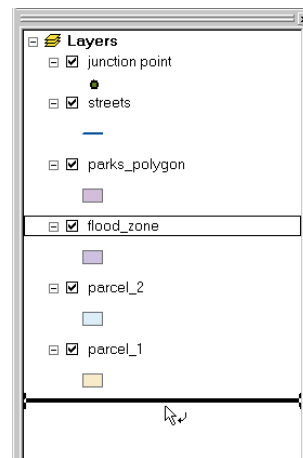 Layers
junction point
streets
parks_polygon
flood_zone
parcel_2
parcel_1